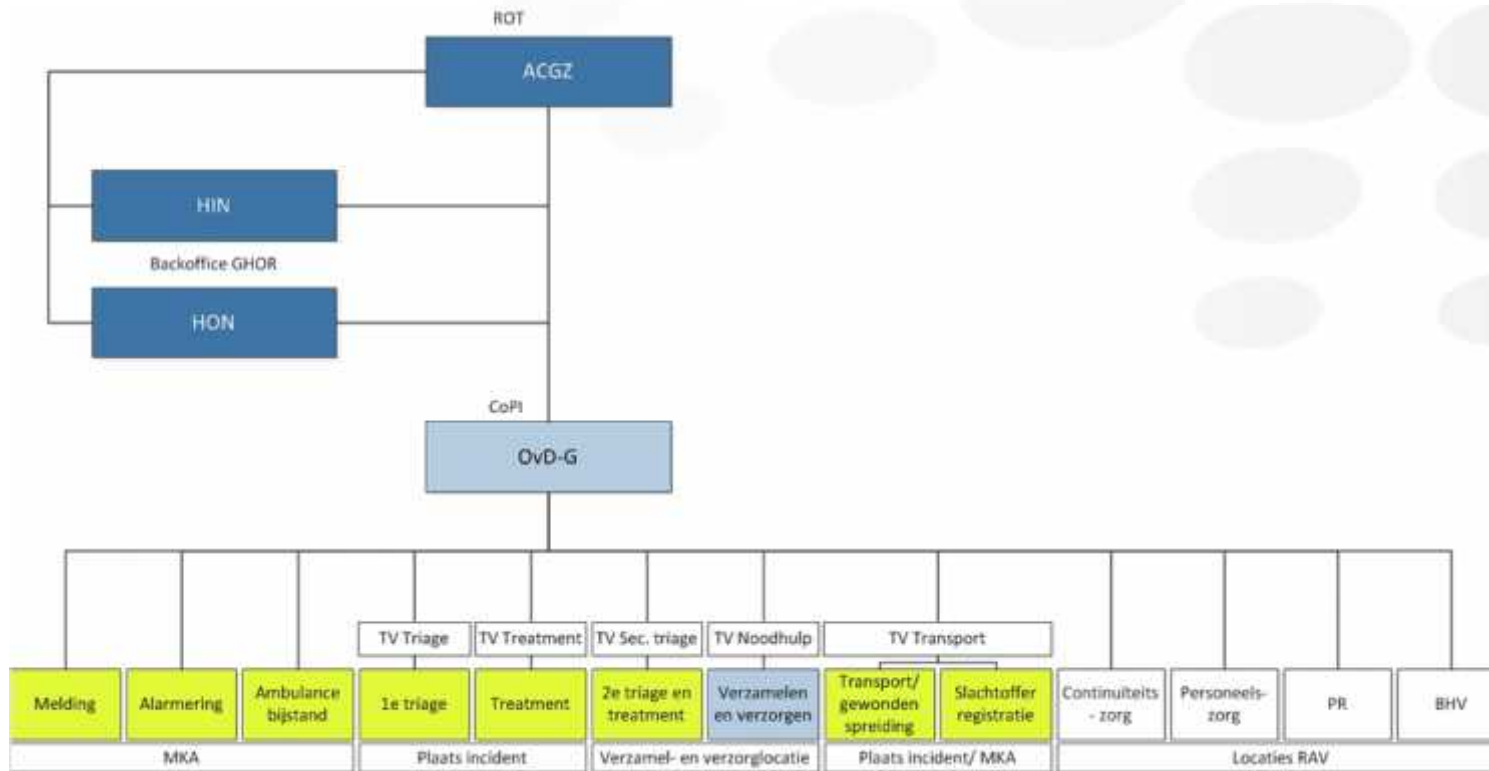 ROT
ACGZ
HIN
Backoffice GHOR
HON
CoPI
OvD-G
TV Triage
TV Treatment
TV Sec. triage
TV Noodhulp
TV Transport
Melding
Alarmering
Ambulance
bijstand
1e triage
Treatment
2e triage en
treatment
Verzamelen
en verzorgen
Transport/
gewonden
spreiding
Slachtoffer
registratie
Continuiteits
- zorg
Personeels-
zorg
PR
BHV
MKA
Plaats incident
Verzamel- en verzorglocatie
Plaats incident/ MKA
Locaties RAV